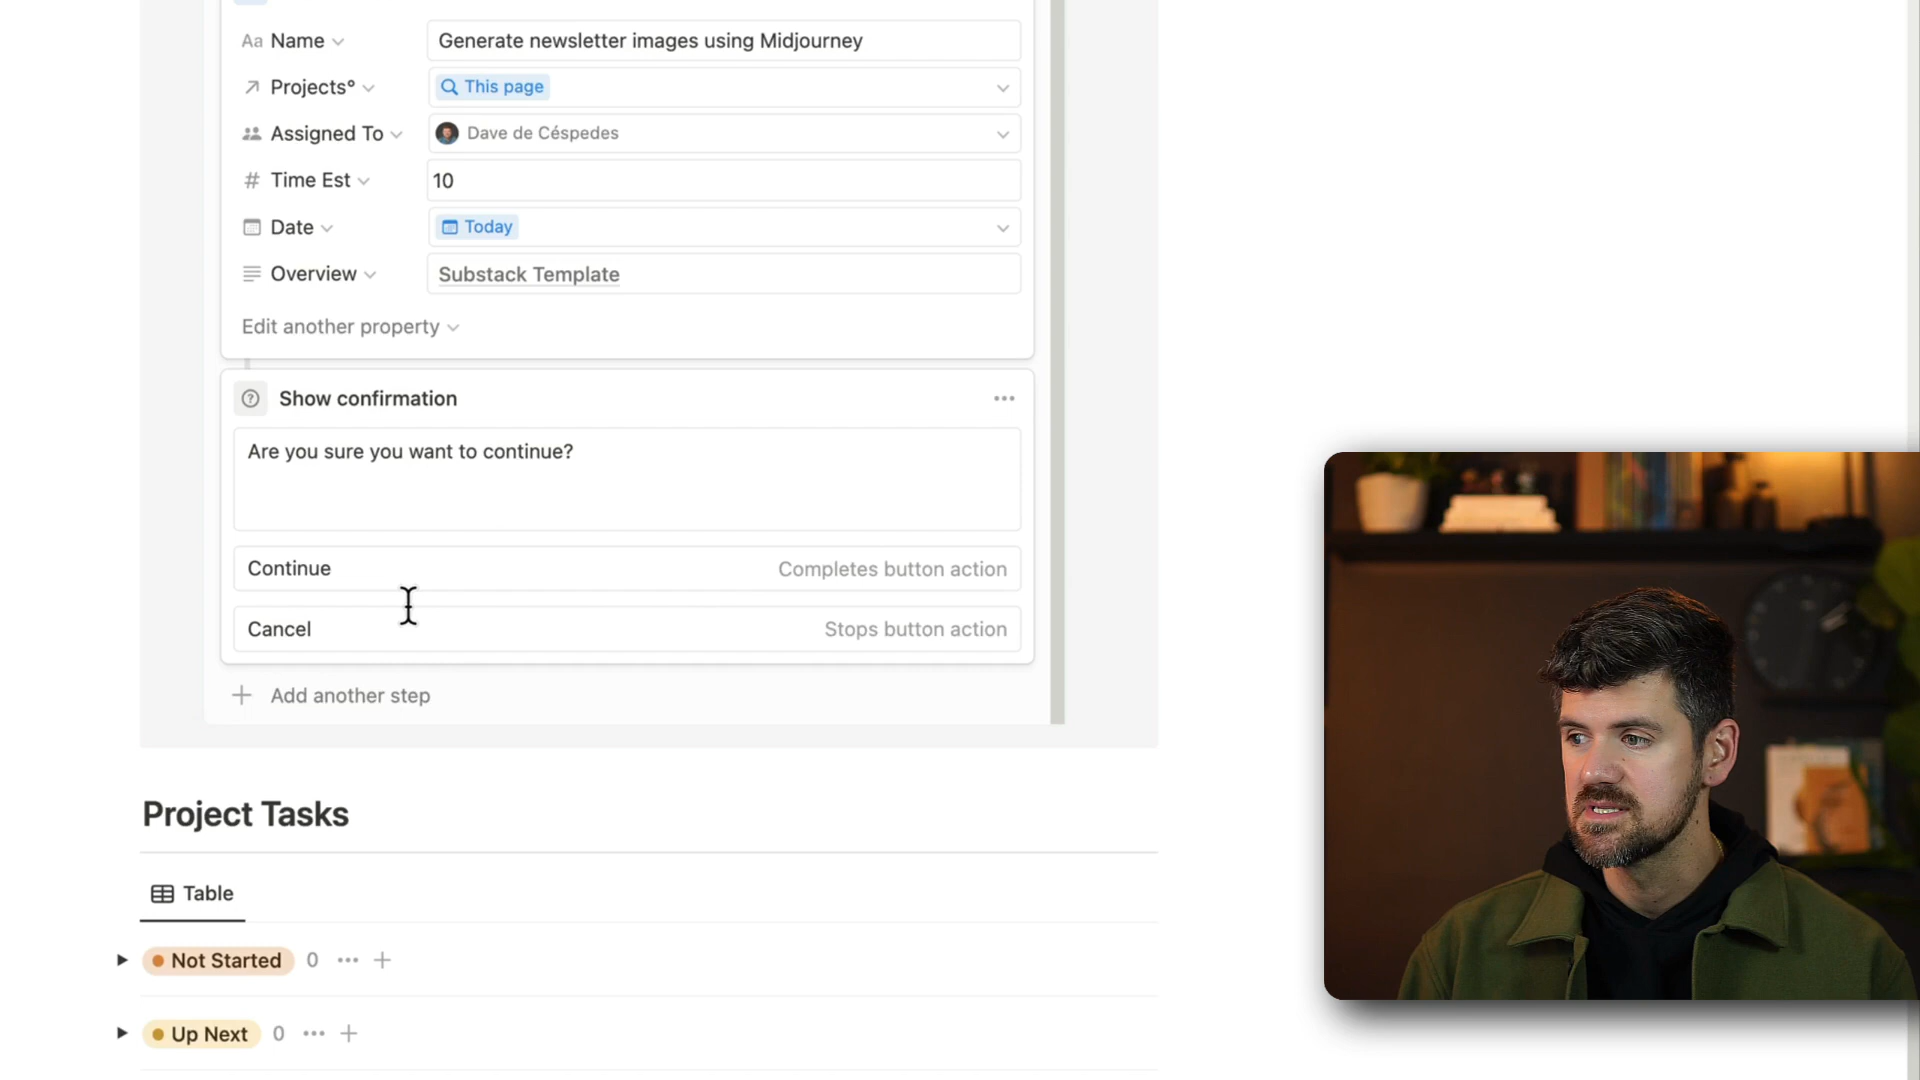 Aa Name Generate newsletter images using Midjourney
Projects° This page
Assigned To Dave de Céspedes
# Time Est 10
Date Today
Overview Substack Template
Edit another property
Show confirmation
Are you sure you want to continue?
Continue Completes button action
Cancel Stops button action
+ Add another step
Project Tasks
Table
Not Started 0
Up Next 0